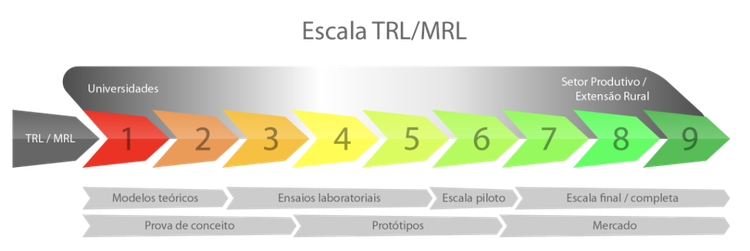 Escala TRL/MRL
Universidades
Setor Produtivo /
Extensão Rural
TRL / MRL
1 2 3 4 5 6 7 8 9
Modelos teóricos
Ensaios laboratoriais
Escala piloto
Escala final / completa
Prova de conceito
Protótipos
Mercado